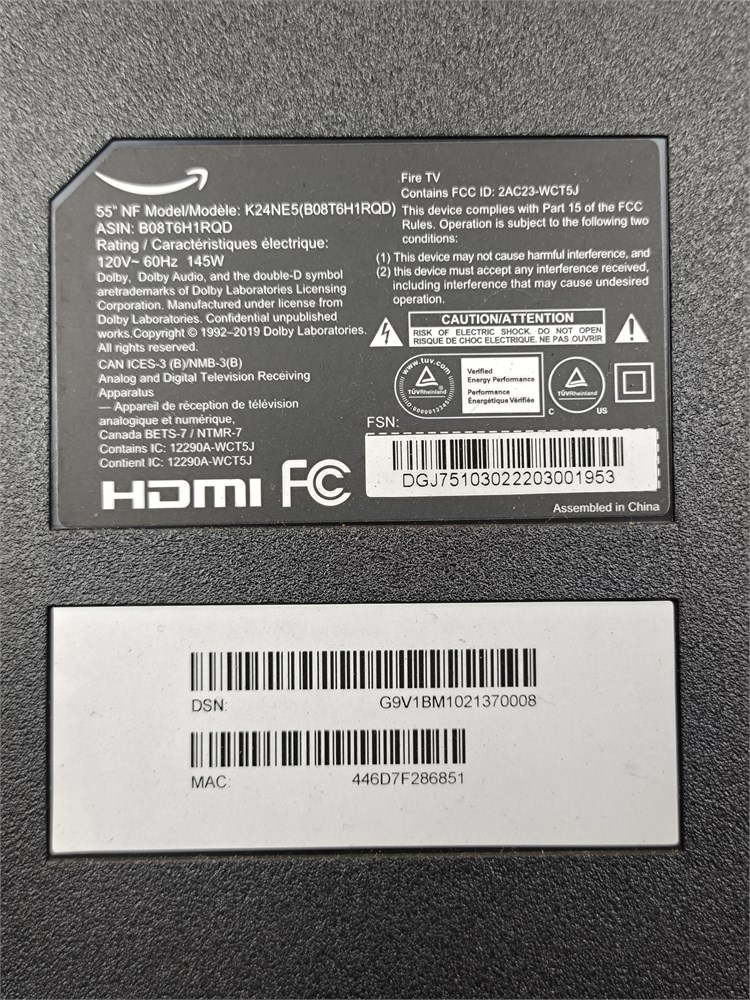 55" NF Model/Modèle: K24NE5(B08T6H1RQD)
ASIN: B08T6H1RQD
Rating / Caractéristiques électrique:
120V~ 60Hz 145W
Dolby, Dolby Audio, and the double-D symbol
aretrademarks of Dolby Laboratories Licensing
Corporation. Manufactured under license from
Dolby Laboratories. Confidential unpublished
works.Copyright © 1992–2019 Dolby Laboratories.
All rights reserved.
CAN ICES-3 (B)/NMB-3(B)
Analog and Digital Television Receiving
Apparatus
— Appareil de réception de télévision
analogique et numérique,
Canada BETS-7 / NTMR-7
Contains IC: 12290A-WCT5J
Contient IC: 12290A-WCT5J
HDMI FC
Fire TV
Contains FCC ID: 2AC23-WCT5J
This device complies with Part 15 of the FCC
Rules. Operation is subject to the following two
conditions:
(1) This device may not cause harmful interference, and
(2) this device must accept any interference received,
including interference that may cause undesired
operation.
CAUTION/ATTENTION
RISK OF ELECTRIC SHOCK. DO NOT OPEN
RISQUE DE CHOC ELECTRIQUE. NE PAS OUVRIR
www.tuv.com
TÜVRheinland
ID:0000012345
Verified
Energy Performance
Performance
Énergétique Vérifiée
TÜVRheinland
C US
FSN:
DGJ75103022203001953
Assembled in China
DSN: G9V1BM1021370008
MAC: 446D7F286851